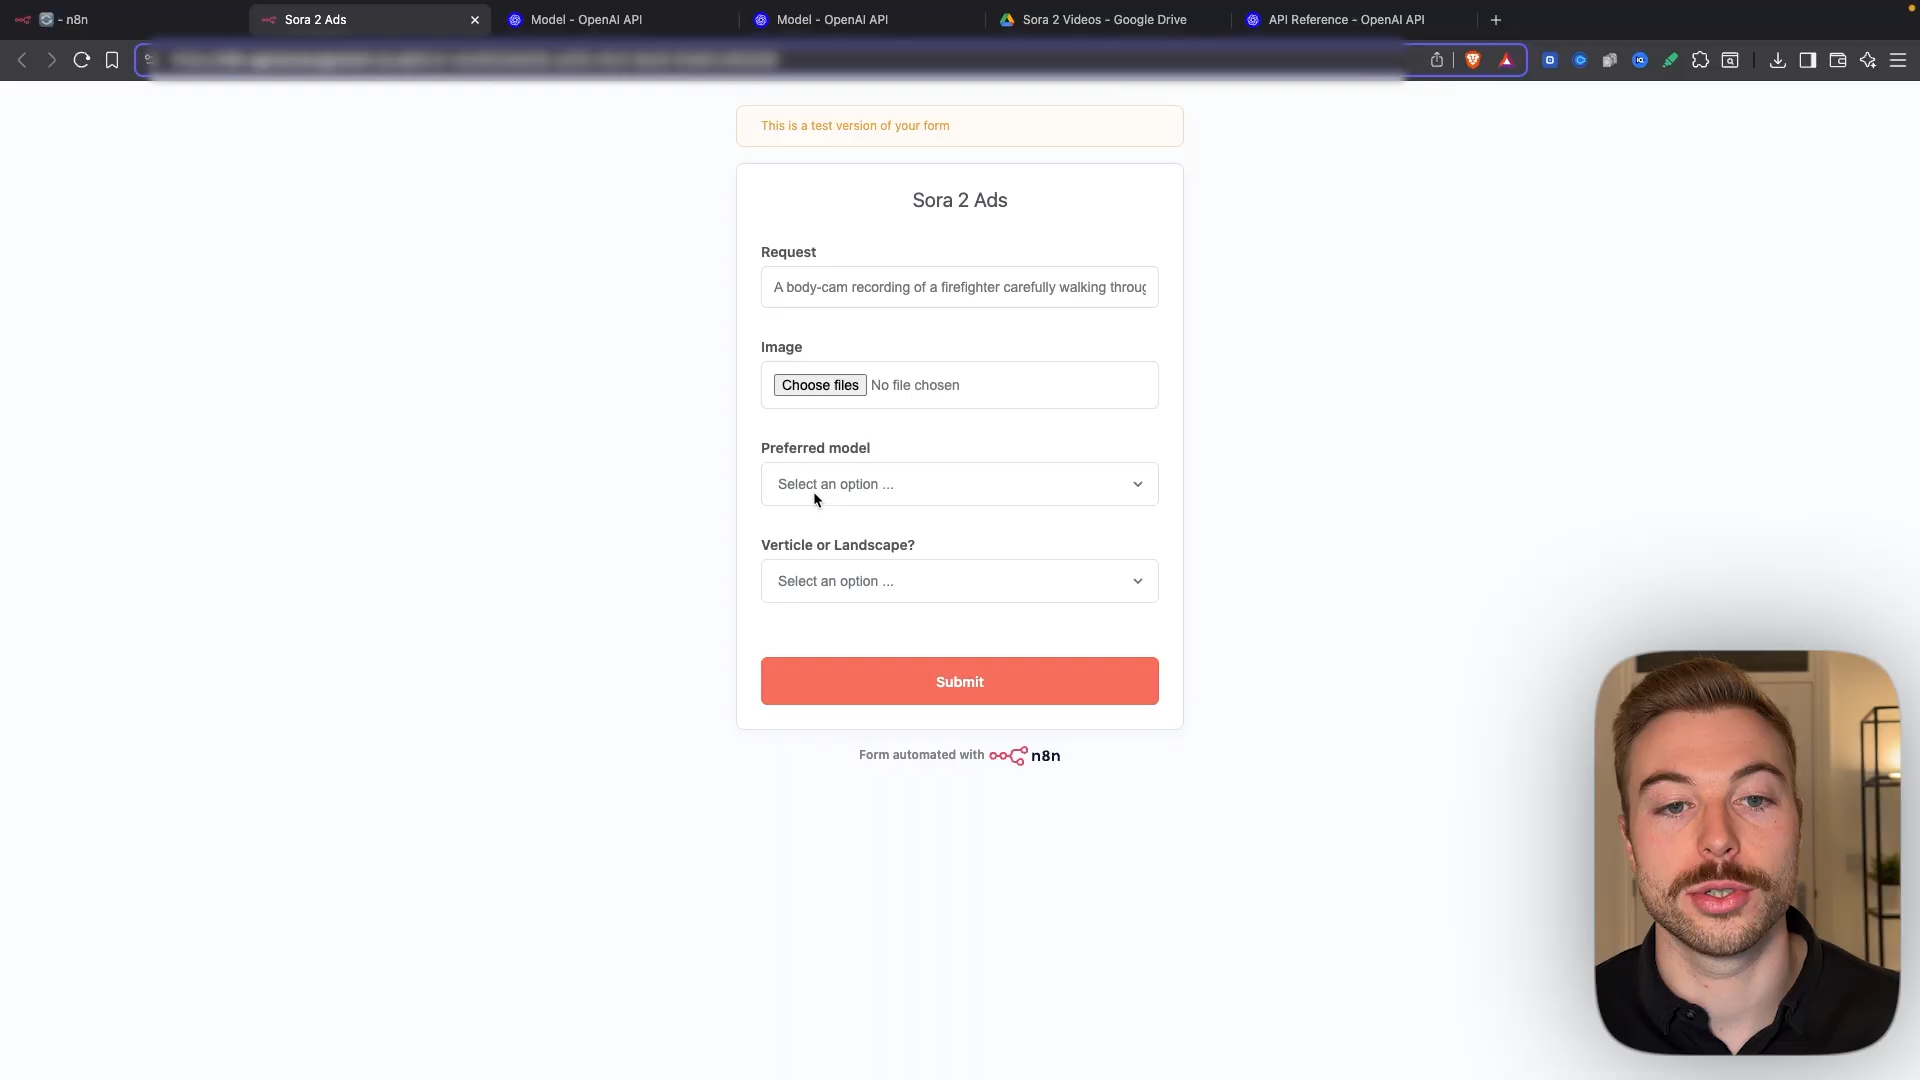 - n8n
Sora 2 Ads
Model - OpenAI API
Model - OpenAI API
Sora 2 Videos - Google Drive
API Reference - OpenAI API
This is a test version of your form
Sora 2 Ads
Request
A body-cam recording of a firefighter carefully walking throug
Image
Choose files No file chosen
Preferred model
Select an option ...
Verticle or Landscape?
Select an option ...
Submit
Form automated with n8n